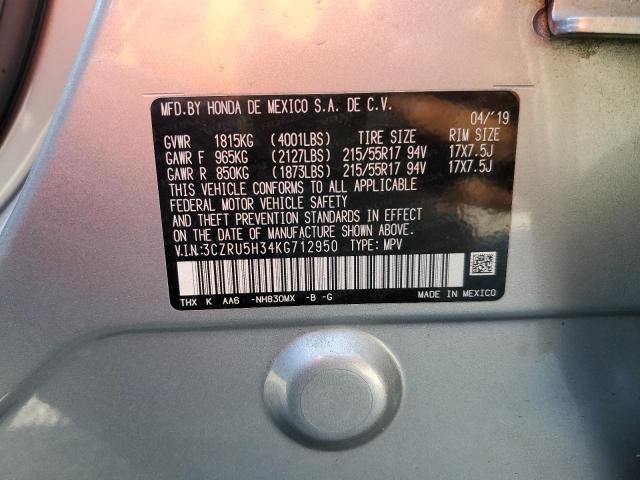 MFD.BY HONDA DE MEXICO S.A. DE C.V.
04/'19
GVWR 1815KG (4001LBS) TIRE SIZE RIM SIZE
GAWR F 965KG (2127LBS) 215/55R17 94V 17X7.5J
GAWR R 850KG (1873LBS) 215/55R17 94V 17X7.5J
THIS VEHICLE CONFORMS TO ALL APPLICABLE
FEDERAL MOTOR VEHICLE SAFETY
AND THEFT PREVENTION STANDARDS IN EFFECT
ON THE DATE OF MANUFACTURE SHOWN ABOVE.
V.I.N:3CZRU5H34KG712950 TYPE: MPV
THX K AA6 -NH830MX -B -G MADE IN MEXICO